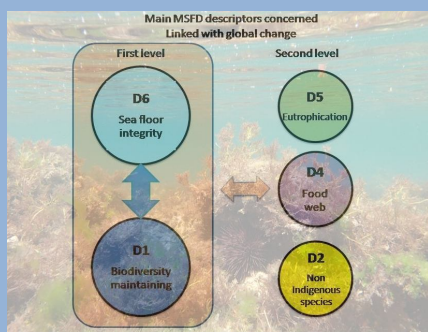 Main MSFD descriptors concerned
Linked with global change
First level
Second level
D6
Sea floor
integrity
D1
Biodiversity
maintaining
D5
Eutrophication
D4
Food
web
D2
Non
indigenous
species